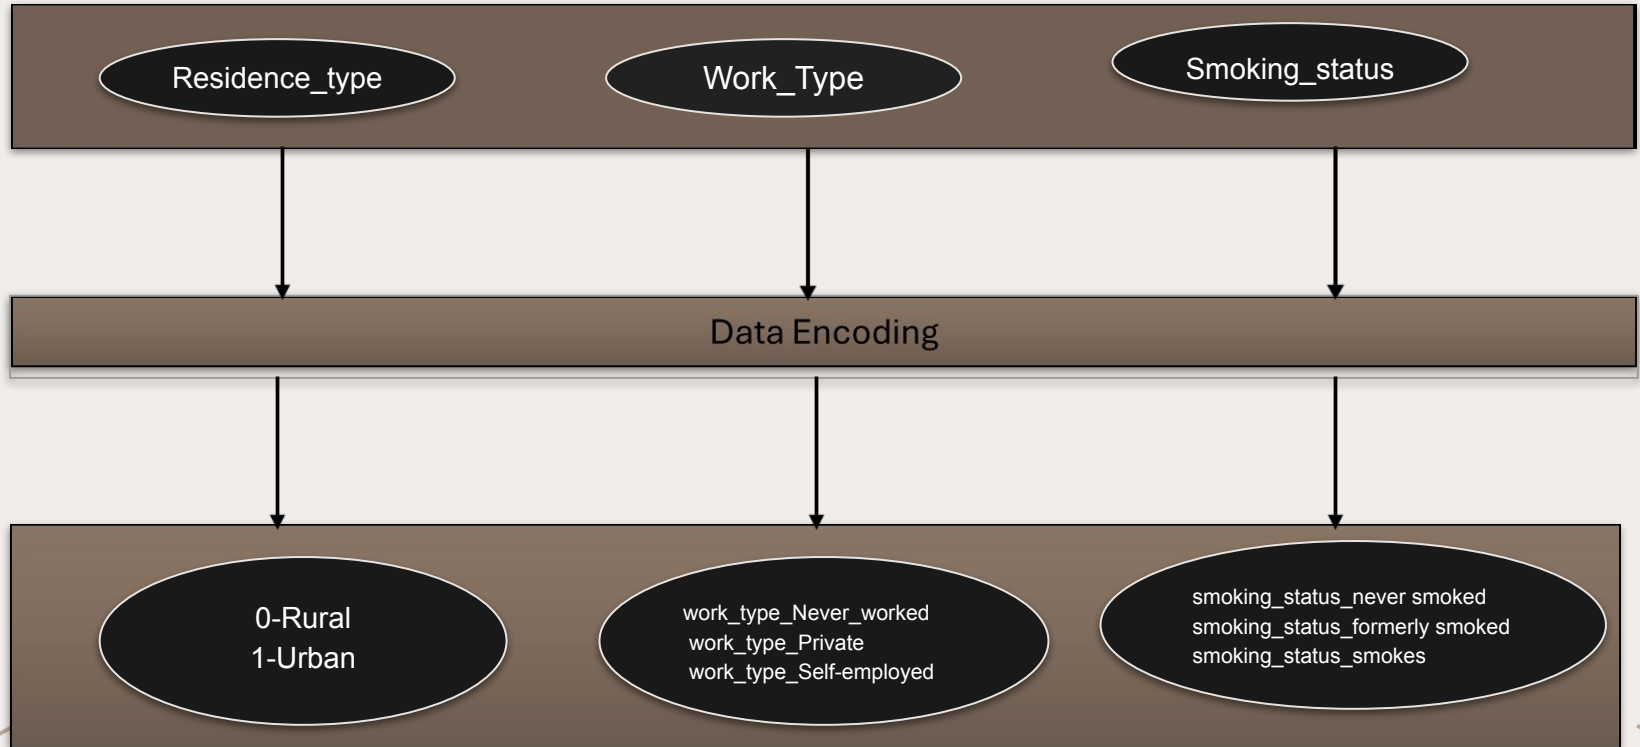 Residence_type
Work_Type
Smoking_status
Data Encoding
0-Rural
1-Urban
work_type_Never_worked
work_type_Private
work_type_Self-employed
smoking_status_never smoked
smoking_status_formerly smoked
smoking_status_smokes